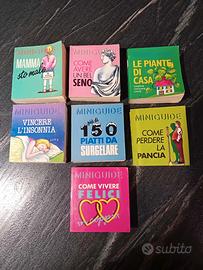 MINIGUIDE
MAMMA
sto male
MINIGUIDE
COME
AVERE
UN BEL
SENO
LE PIANTE
DI
CASA
MINIGUIDE
VINCERE
L'INSONNIA
MINIGUIDE
150
PIATTI DA
SURGELARE
MINIGUIDE
COME
PERDERE
LA
PANCIA
MINIGUIDE
COME VIVERE
FELICI
subito